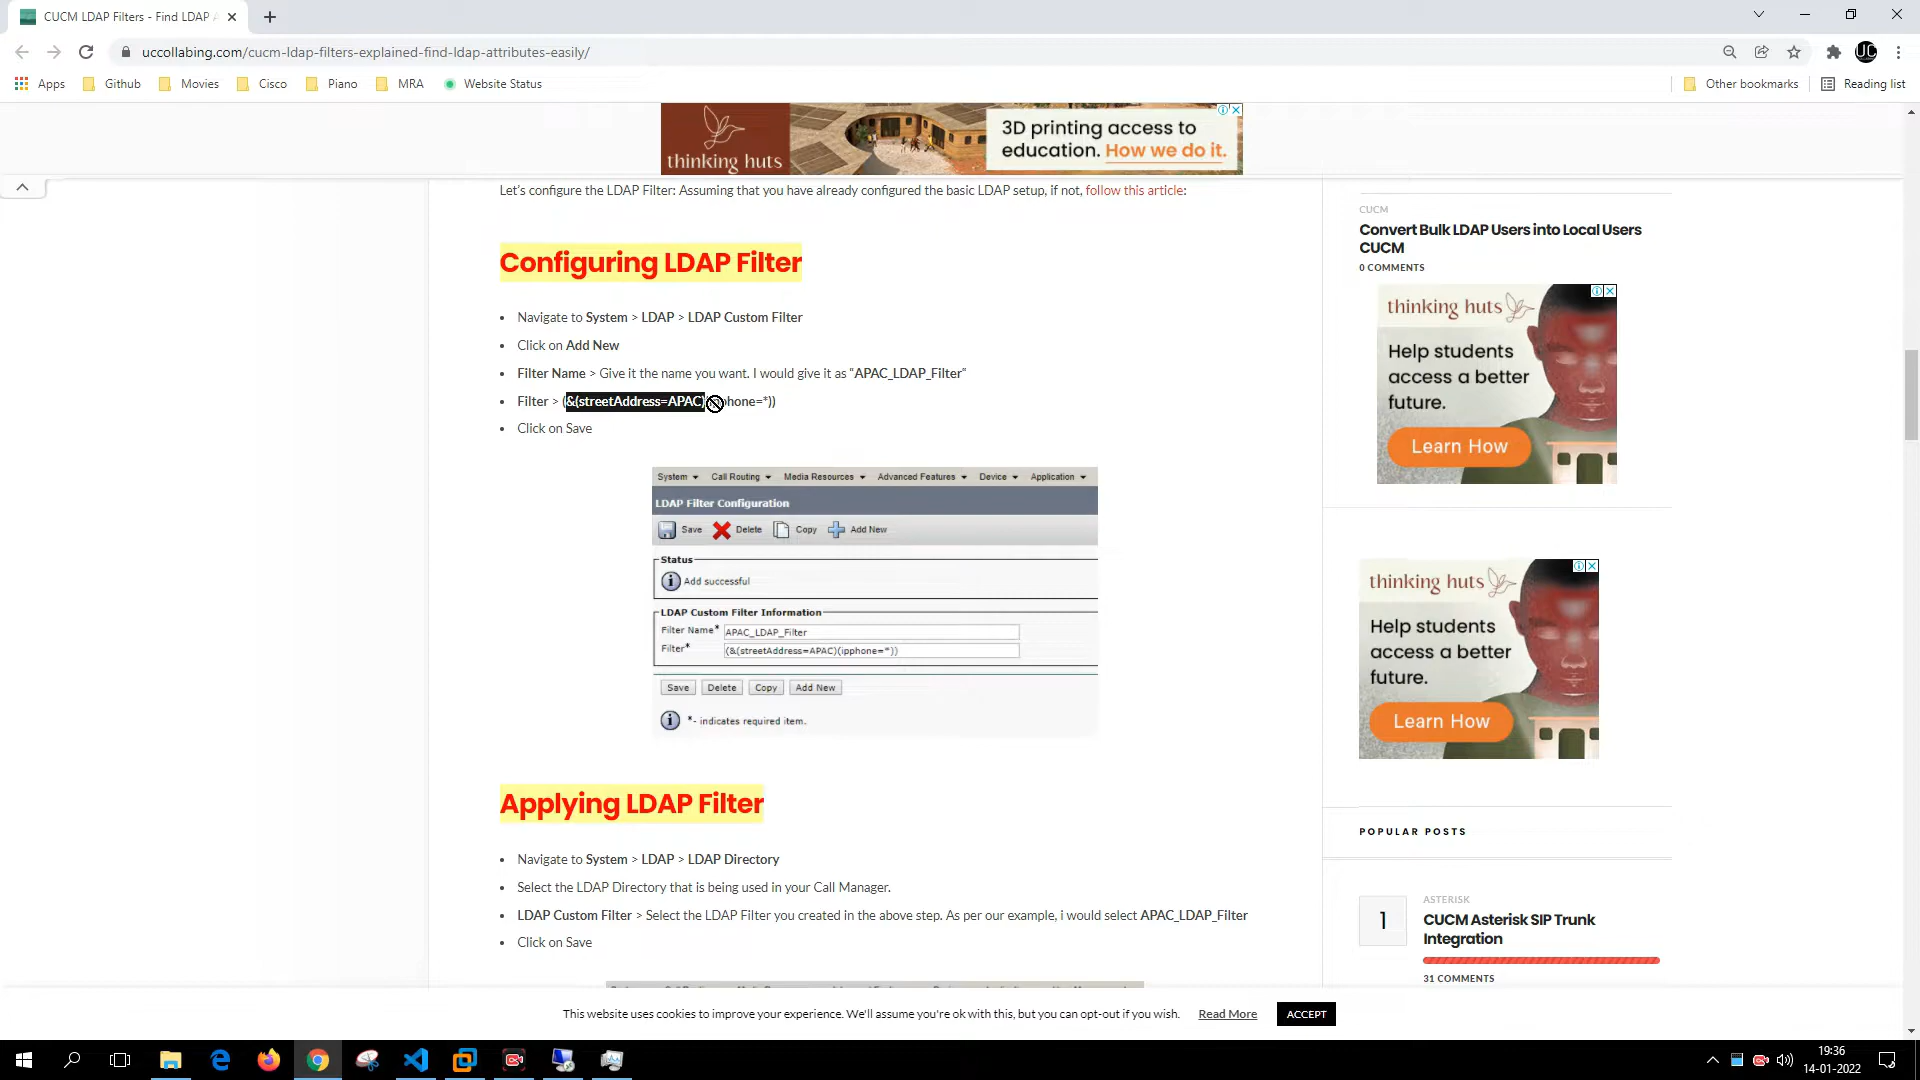 CUCM LDAP Filters - Find LDAP A
uccollabing.com/cucm-ldap-filters-explained-find-ldap-attributes-easily/
Apps
Github
Movies
Cisco
Piano
MRA
Website Status
Other bookmarks
Reading list
thinking huts
3D printing access to
education. How we do it.
Let's configure the LDAP Filter: Assuming that you have already configured the basic LDAP setup, if not, follow this article:
Configuring LDAP Filter
Navigate to System > LDAP > LDAP Custom Filter
Click on Add New
Filter Name > Give it the name you want. I would give it as "APAC_LDAP_Filter"
Filter > (&(streetAddress=APAC)(ipphone=*))
Click on Save
System
Call Routing
Media Resources
Advanced Features
Device
Application
LDAP Filter Configuration
Save
Delete
Copy
Add New
Status
Add successful
LDAP Custom Filter Information
Filter Name* APAC_LDAP_Filter
Filter* (&(streetAddress=APAC)(ipphone=*))
Save
Delete
Copy
Add New
*- indicates required item.
Applying LDAP Filter
Navigate to System > LDAP > LDAP Directory
Select the LDAP Directory that is being used in your Call Manager.
LDAP Custom Filter > Select the LDAP Filter you created in the above step. As per our example, i would select APAC_LDAP_Filter
Click on Save
CUCM
Convert Bulk LDAP Users into Local Users
CUCM
0 COMMENTS
thinking huts
Help students
access a better
future.
Learn How
thinking huts
Help students
access a better
future.
Learn How
POPULAR POSTS
1
ASTERISK
CUCM Asterisk SIP Trunk
Integration
31 COMMENTS
This website uses cookies to improve your experience. We'll assume you're ok with this, but you can opt-out if you wish.
Read More
ACCEPT
19:36
14-01-2022